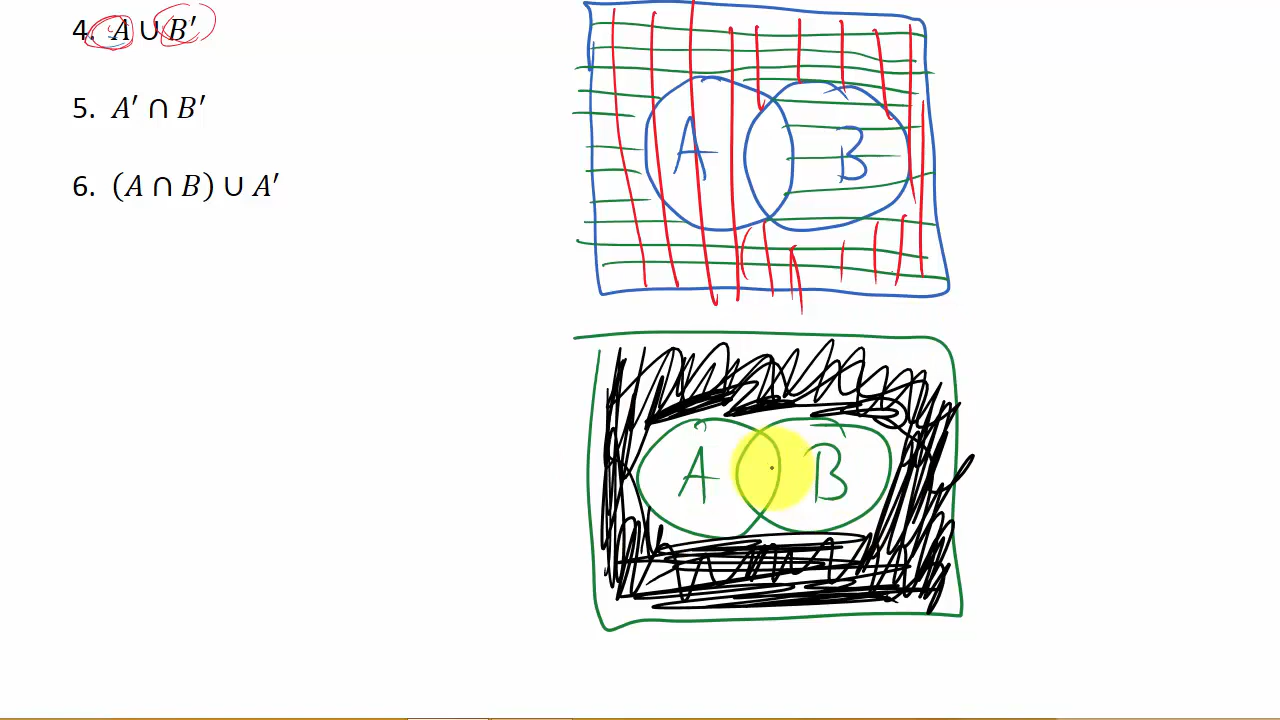 4. A ∪ B′
5. A′ ∩ B′
6. (A ∩ B) ∪ A′
A B
A B